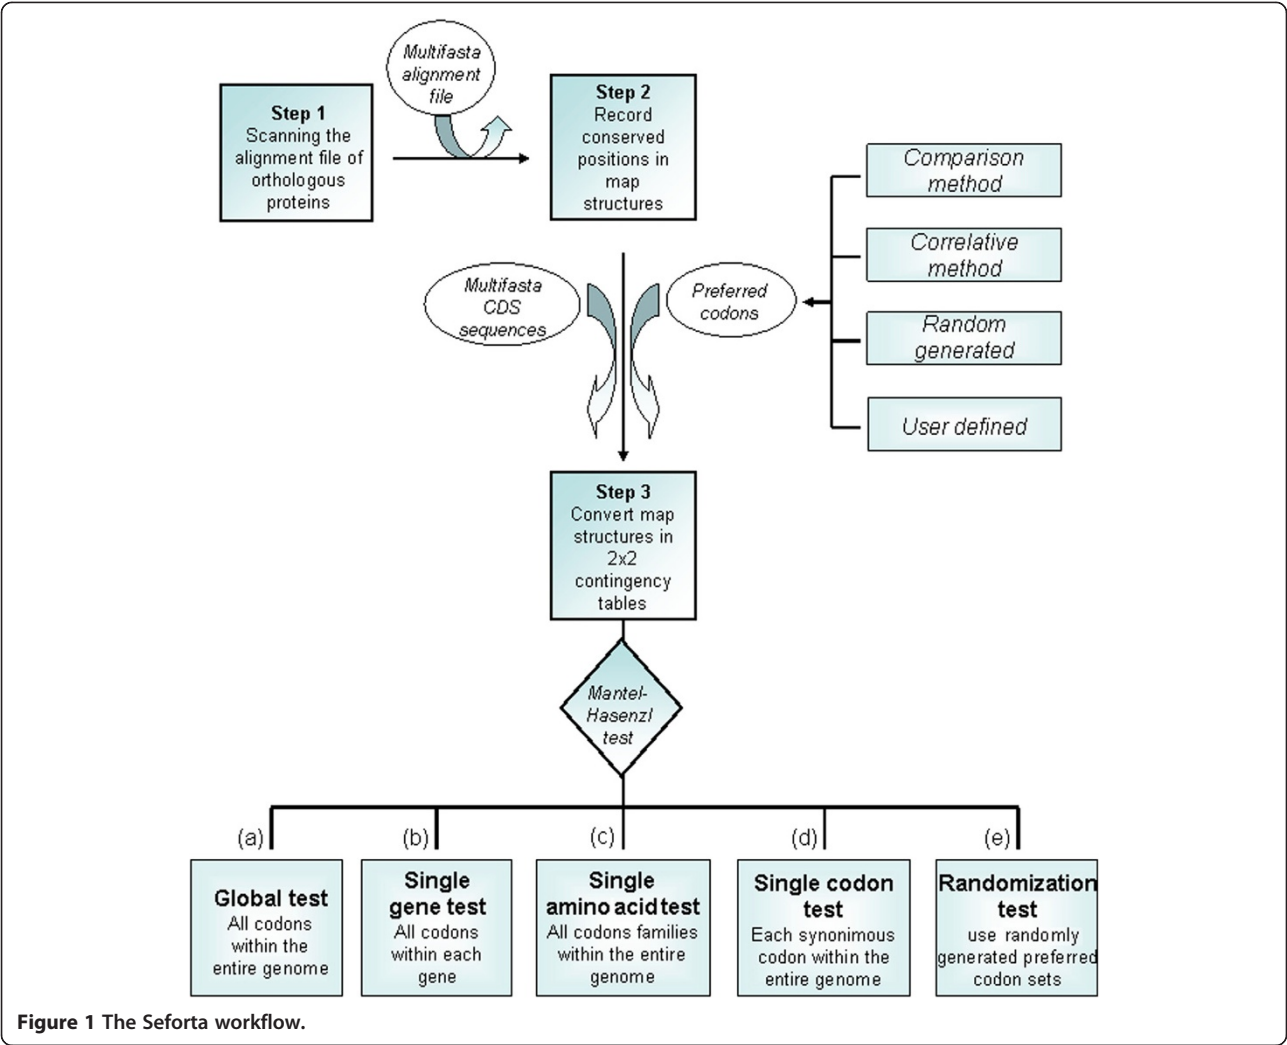 Multifasta
alignment
file
Step 1
Scanning the
alignment file of
orthologous
proteins
Step 2
Record
conserved
positions in
map
structures
Comparison
method
Correlative
method
Random
generated
User defined
Multifasta
CDS
sequences
Preferred
codons
Step 3
Convert map
structures in
2x2
contingency
tables
Mantel-
Hasenzl
test
(a)
Global test
All codons
within the
entire genome
(b)
Single
gene test
All codons
within each
gene
(c)
Single
amino acid test
All codons families
within the entire
genome
(d)
Single codon
test
Each synonimous
codon within the
entire genome
(e)
Randomization
test
use randomly
generated preferred
codon sets
Figure 1 The Seforta workflow.